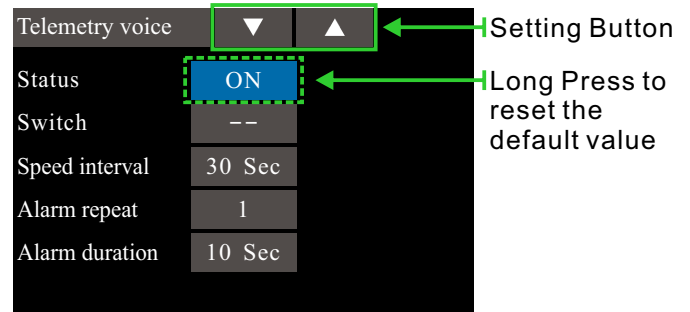 Telemetry voice ▼ ▲
Setting Button
Status ON
Long Press to
reset the
default value
Switch --
Speed interval 30 Sec
Alarm repeat 1
Alarm duration 10 Sec